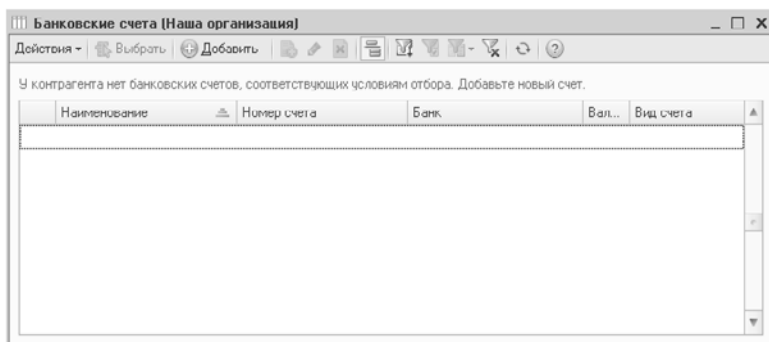 Банковские счета (Наша организация)
Действия Выбрать Добавить
У контрагента нет банковских счетов, соответствующих условиям отбора. Добавьте новый счет.
Наименование Номер счета Банк Вал... Вид счета